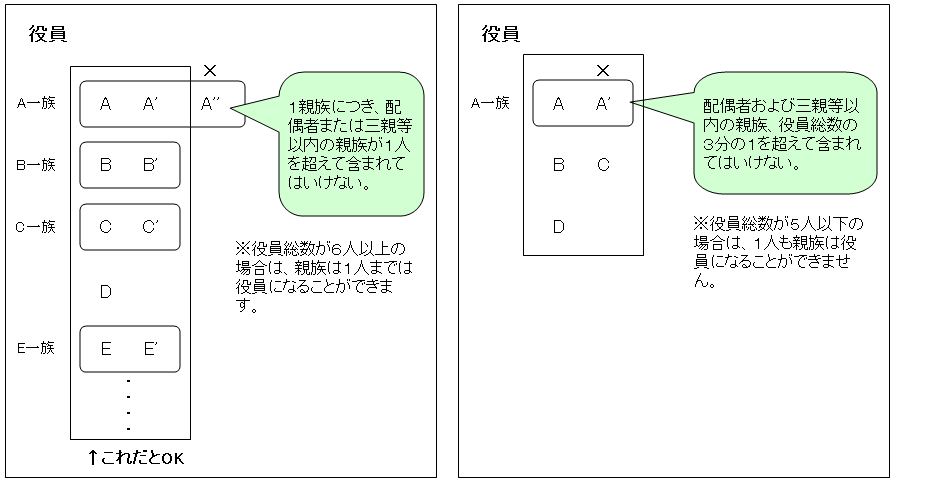 役員
×
A一族 A A′ A′′
1親族につき、配
偶者または三親等
以内の親族が1人
を超えて含まれて
はいけない。
B一族 B B′
C一族 C C′
※役員総数が6人以上の
場合は、親族は1人までは
役員になることができま
す。
D
E一族 E E′
・
・
・
・
↑これだとOK
役員
×
A一族 A A′
配偶者および三親等以
内の親族、役員総数の
3分の1を超えて含まれ
てはいけない。
B C
D
※役員総数が5人以下の
場合は、1人も親族は役
員になることができませ
ん。